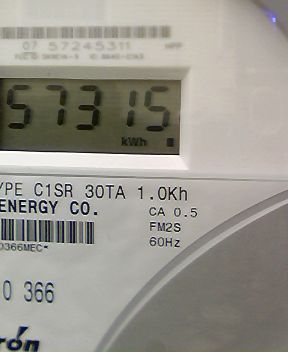 07 57245311
57315
kWh
YPE C1SR 30TA 1.0Kh
ENERGY CO.
CA 0.5
FM2S
60Hz
0366MEC*
0 366
rón